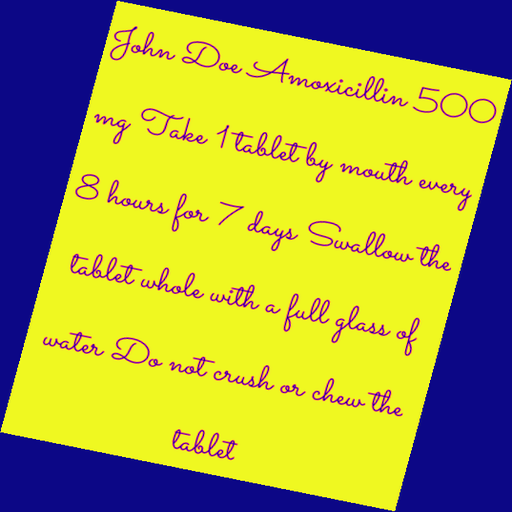 John Doe Amoxicillin 500
mg Take 1 tablet by mouth every
8 hours for 7 days Swallow the
tablet whole with a full glass of
water Do not crush or chew the
tablet